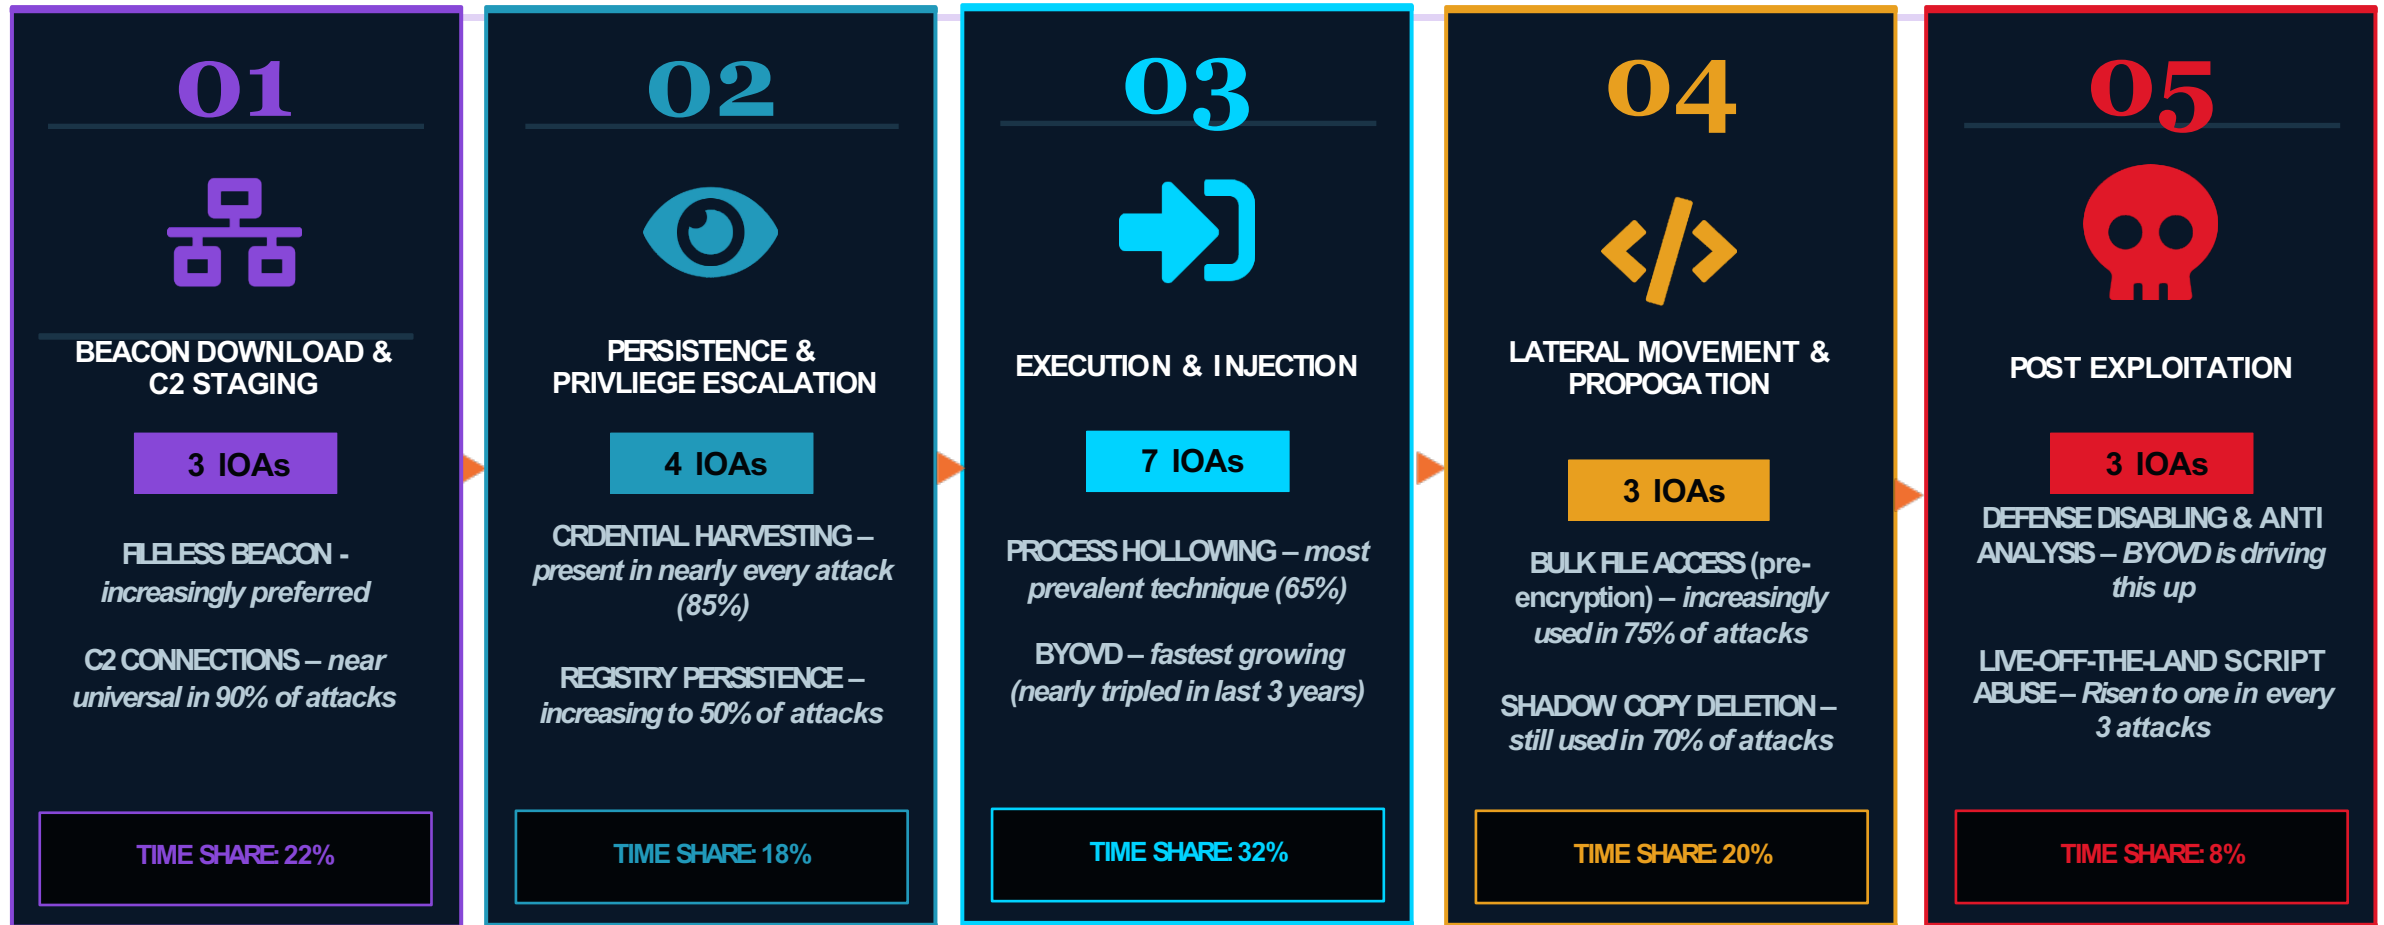 01
BEACON DOWNLOAD &
C2 STAGING
3 IOAs
FILELESS BEACON -
increasingly preferred
C2 CONNECTIONS – near
universal in 90% of attacks
TIME SHARE: 22%
02
PERSISTENCE &
PRIVLIEGE ESCALATION
4 IOAs
CRDENTIAL HARVESTING –
present in nearly every attack
(85%)
REGISTRY PERSISTENCE –
increasing to 50% of attacks
TIME SHARE: 18%
03
EXECUTION & INJECTION
7 IOAs
PROCESS HOLLOWING – most
prevalent technique (65%)
BYOVD – fastest growing
(nearly tripled in last 3 years)
TIME SHARE: 32%
04
LATERAL MOVEMENT &
PROPOGATION
3 IOAs
BULK FILE ACCESS (pre-
encryption) – increasingly
used in 75% of attacks
SHADOW COPY DELETION –
still used in 70% of attacks
TIME SHARE: 20%
05
POST EXPLOITATION
3 IOAs
DEFENSE DISABLING & ANTI
ANALYSIS – BYOVD is driving
this up
LIVE-OFF-THE-LAND SCRIPT
ABUSE – Risen to one in every
3 attacks
TIME SHARE: 8%